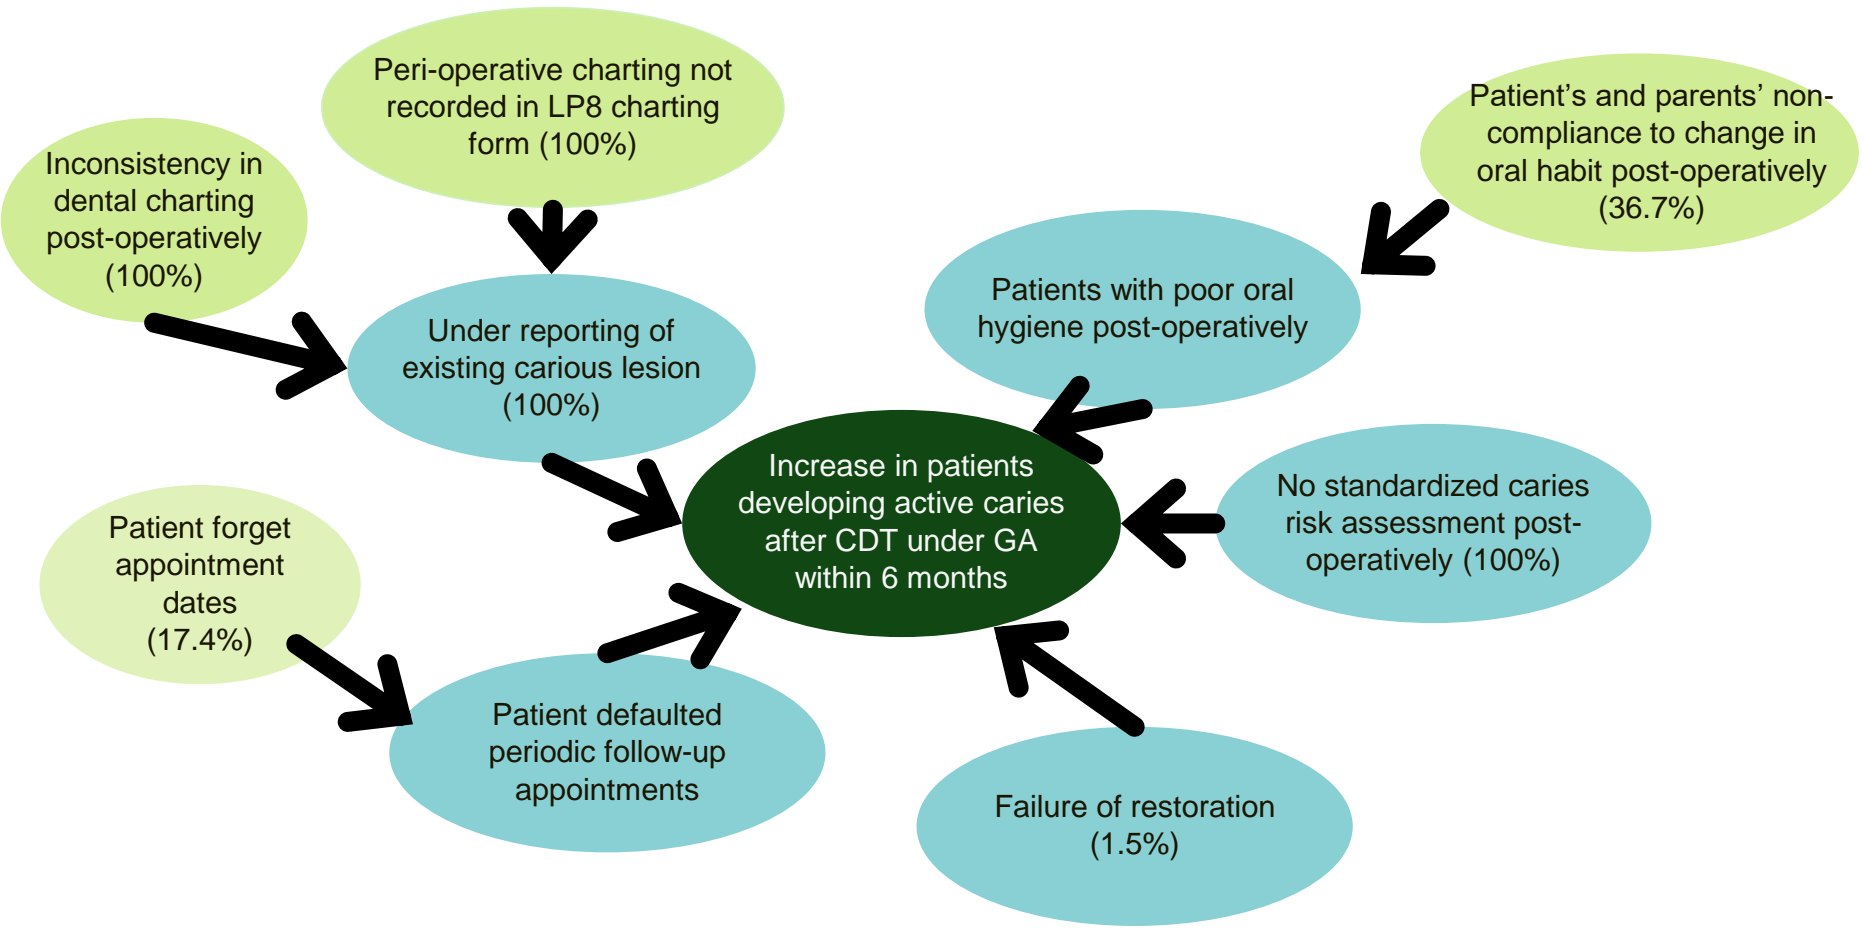 Peri-operative charting not
recorded in LP8 charting
form (100%)
Patient’s and parents’ non-
compliance to change in
oral habit post-operatively
(36.7%)
Inconsistency in
dental charting
post-operatively
(100%)
Patients with poor oral
hygiene post-operatively
Under reporting of
existing carious lesion
(100%)
Increase in patients
developing active caries
after CDT under GA
within 6 months
No standardized caries
risk assessment post-
operatively (100%)
Patient forget
appointment
dates
(17.4%)
Patient defaulted
periodic follow-up
appointments
Failure of restoration
(1.5%)